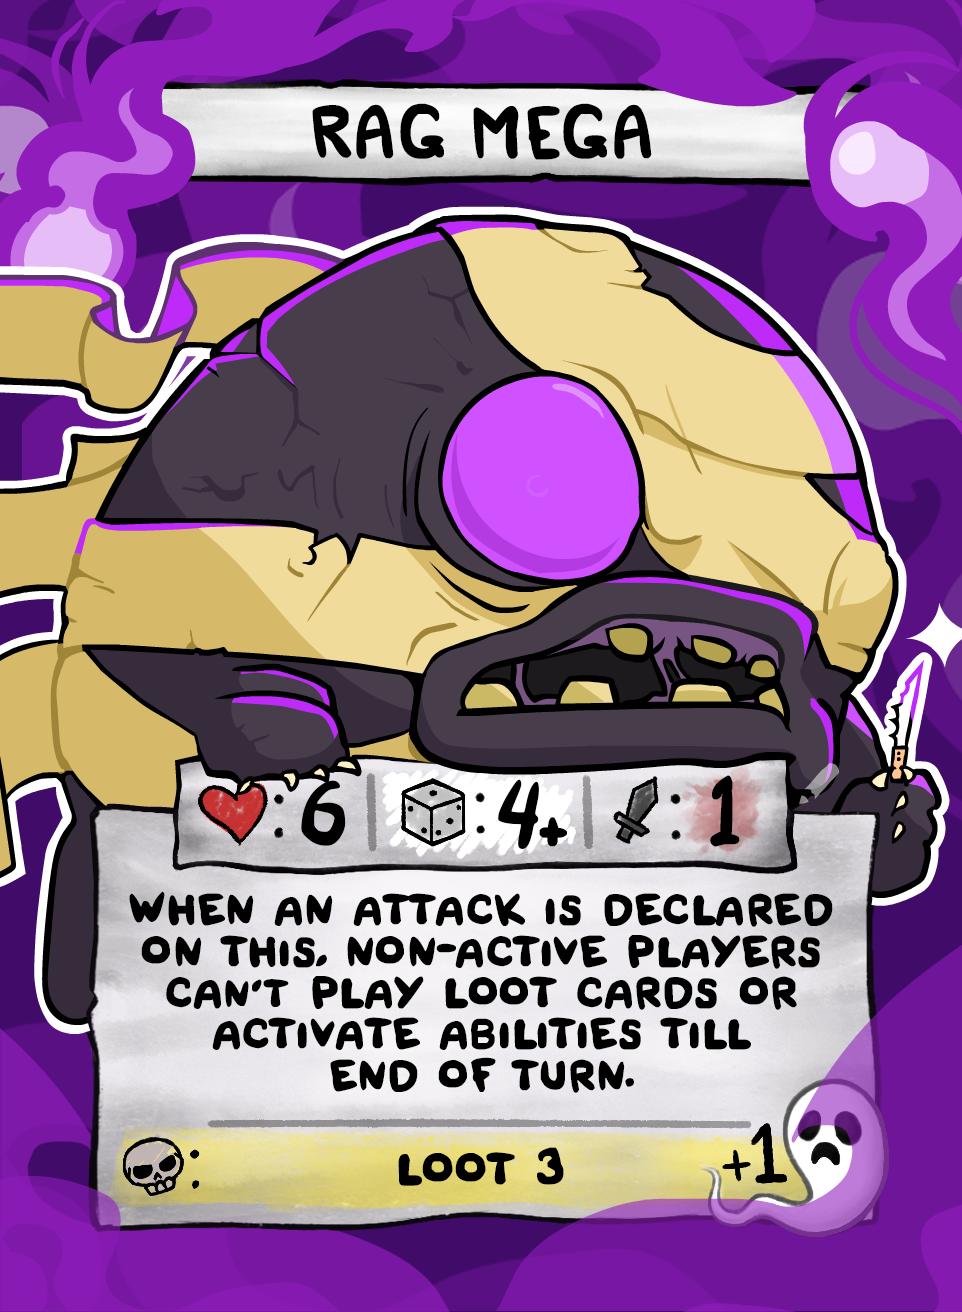 RAG MEGA
: 6 : 4+ : 1
WHEN AN ATTACK IS DECLARED
ON THIS, NON-ACTIVE PLAYERS
CAN'T PLAY LOOT CARDS OR
ACTIVATE ABILITIES TILL
END OF TURN.
: LOOT 3 +1